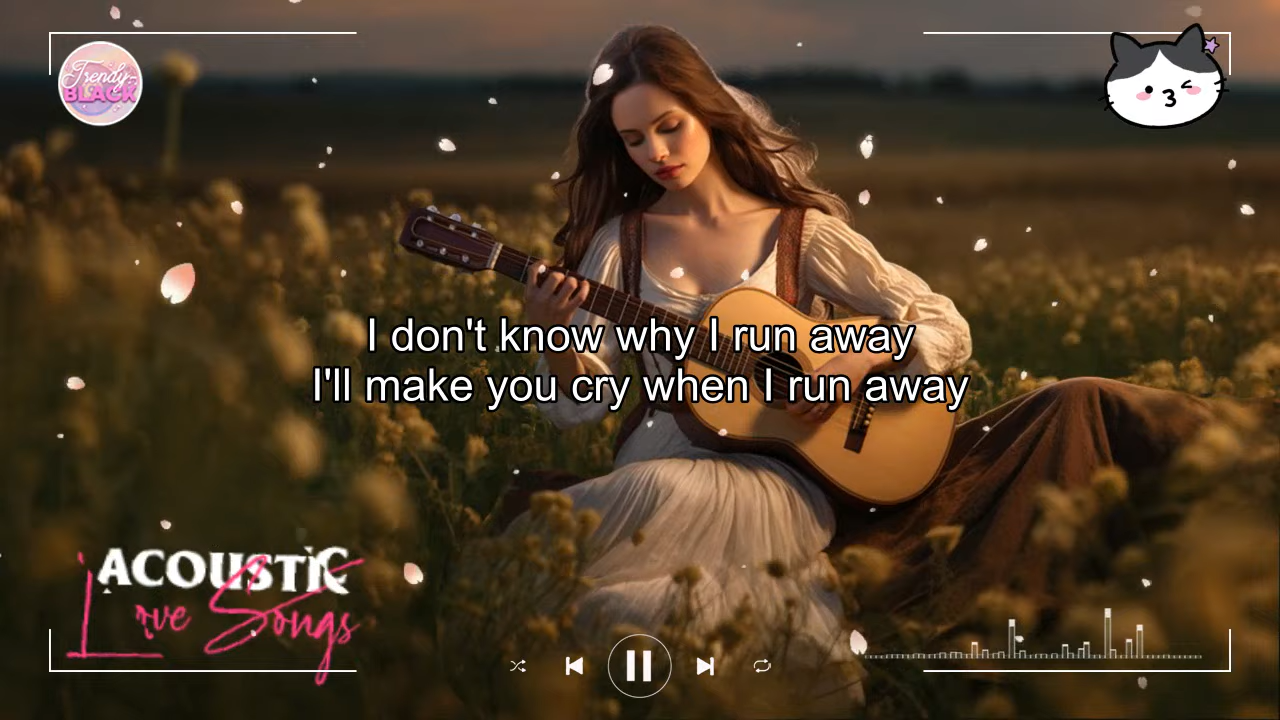 Trendy
BLACK
I don't know why I run away
I'll make you cry when I run away
ACOUSTIC
Love Songs